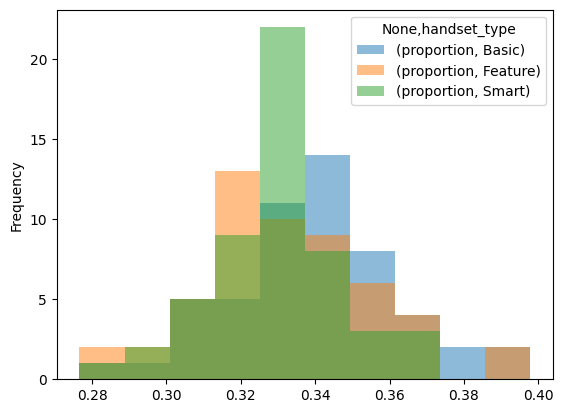 None,handset_type
(proportion, Basic)
(proportion, Feature)
(proportion, Smart)
Frequency
20
15
10
5
0
0.28 0.30 0.32 0.34 0.36 0.38 0.40